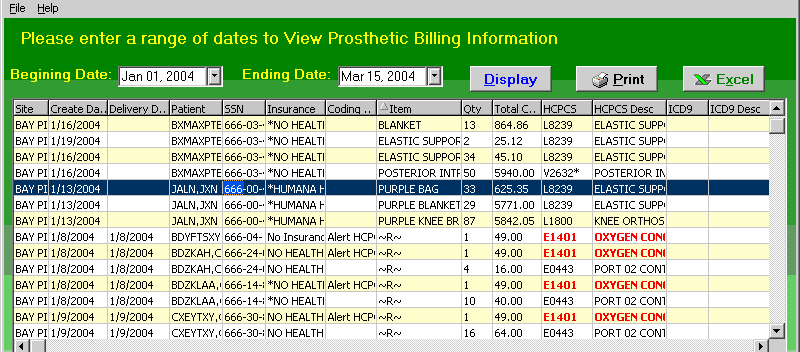 File Help
Please enter a range of dates to View Prosthetic Billing Information
Begining Date: Jan 01, 2004 Ending Date: Mar 15, 2004 Display Print Excel
Site Create Da... Delivery D... Patient SSN Insurance Coding ... Item Qty Total C... HCPCS HCPCS Desc ICD9 ICD9 Desc
BAY PI 1/16/2004 BXMAXPTE 666-03- *NO HEALTI BLANKET 13 864.86 L8239 ELASTIC SUPP
BAY PI 1/19/2004 BXMAXPTE 666-03- *NO HEALTI ELASTIC SUPPOR 2 25.12 L8239 ELASTIC SUPP
BAY PI 1/16/2004 BXMAXPTE 666-03- *NO HEALTI ELASTIC SUPPOR 34 45.10 L8239 ELASTIC SUPP
BAY PI 1/16/2004 BXMAXPTE 666-03- *NO HEALTI POSTERIOR INTR 50 5940.00 V2632* POSTERIOR IN
BAY PI 1/13/2004 JALN,JXN 666-00- *HUMANA H PURPLE BAG 33 625.35 L8239 ELASTIC SUPP
BAY PI 1/13/2004 JALN,JXN 666-00- *HUMANA H PURPLE BLANKET 29 5771.00 L8239 ELASTIC SUPP
BAY PI 1/13/2004 JALN,JXN 666-00- *HUMANA H PURPLE KNEE BR 87 5842.05 L1800 KNEE ORTHOS
BAY PI 1/8/2004 1/8/2004 BDYFTSXY 666-04- No Insuranc Alert HCP ~R~ 1 49.00 E1401 OXYGEN CON
BAY PI 1/8/2004 1/8/2004 BDZKAH,C 666-24- NO HEALTH Alert HCP ~R~ 1 49.00 E1401 OXYGEN CON
BAY PI 1/8/2004 1/8/2004 BDZKAH,C 666-24- NO HEALTH ~R~ 4 16.00 E0443 PORT 02 CONT
BAY PI 1/8/2004 1/8/2004 BDZKLAA, 666-14- *NO HEALTH Alert HCP ~R~ 1 49.00 E1401 OXYGEN CON
BAY PI 1/8/2004 1/8/2004 BDZKLAA, 666-14- *NO HEALTH ~R~ 10 40.00 E0443 PORT 02 CONT
BAY PI 1/9/2004 1/9/2004 CXEYTXY, 666-30- NO HEALTH Alert HCP ~R~ 1 49.00 E1401 OXYGEN CON
BAY PI 1/9/2004 1/9/2004 CXEYTXY, 666-30- NO HEALTH ~R~ 16 64.00 E0443 PORT 02 CONT